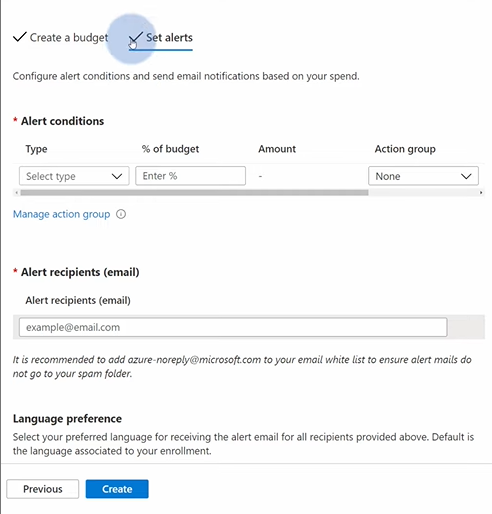 Create a budget Set alerts
Configure alert conditions and send email notifications based on your spend.
* Alert conditions
Type % of budget Amount Action group
Select type Enter % - None
Manage action group
* Alert recipients (email)
Alert recipients (email)
example@email.com
It is recommended to add azure-noreply@microsoft.com to your email white list to ensure alert mails do
not go to your spam folder.
Language preference
Select your preferred language for receiving the alert email for all recipients provided above. Default is
the language associated to your enrollment.
Previous Create